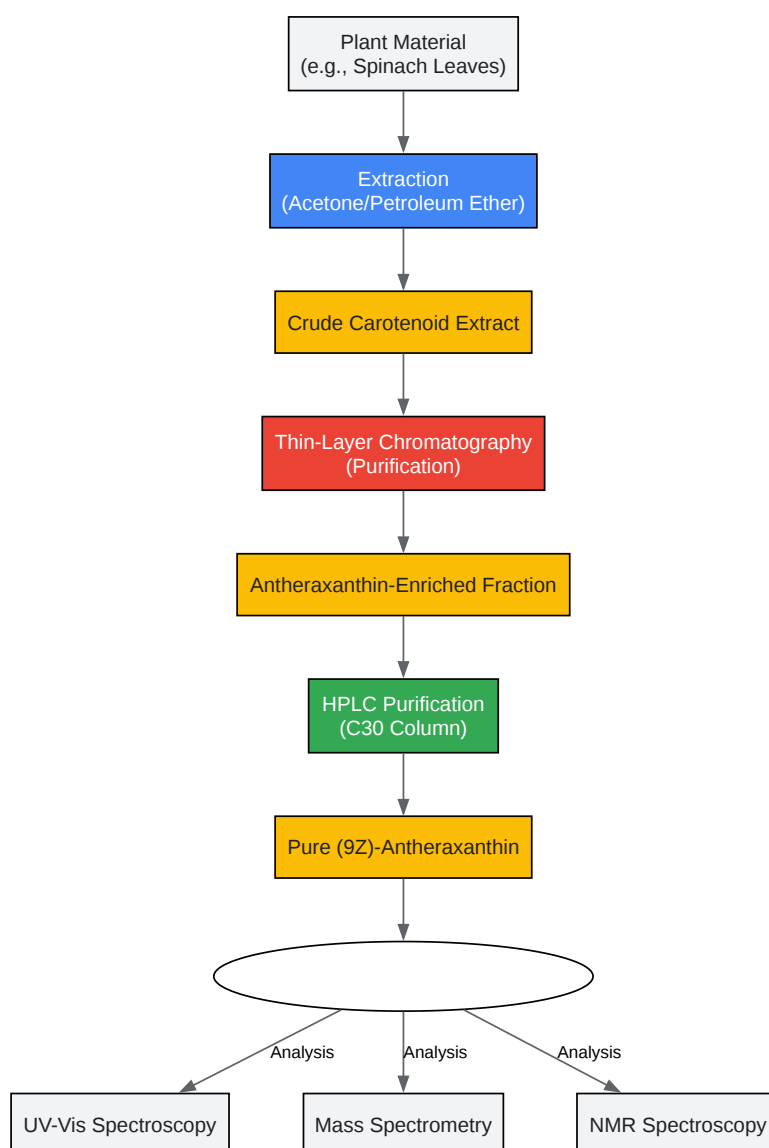 Plant Material
(e.g., Spinach Leaves)
Extraction
(Acetone/Petroleum Ether)
Crude Carotenoid Extract
Thin-Layer Chromatography
(Purification)
Antheraxanthin-Enriched Fraction
HPLC Purification
(C30 Column)
Pure (9Z)-Antheraxanthin
Analysis
Analysis
Analysis
UV-Vis Spectroscopy
Mass Spectrometry
NMR Spectroscopy